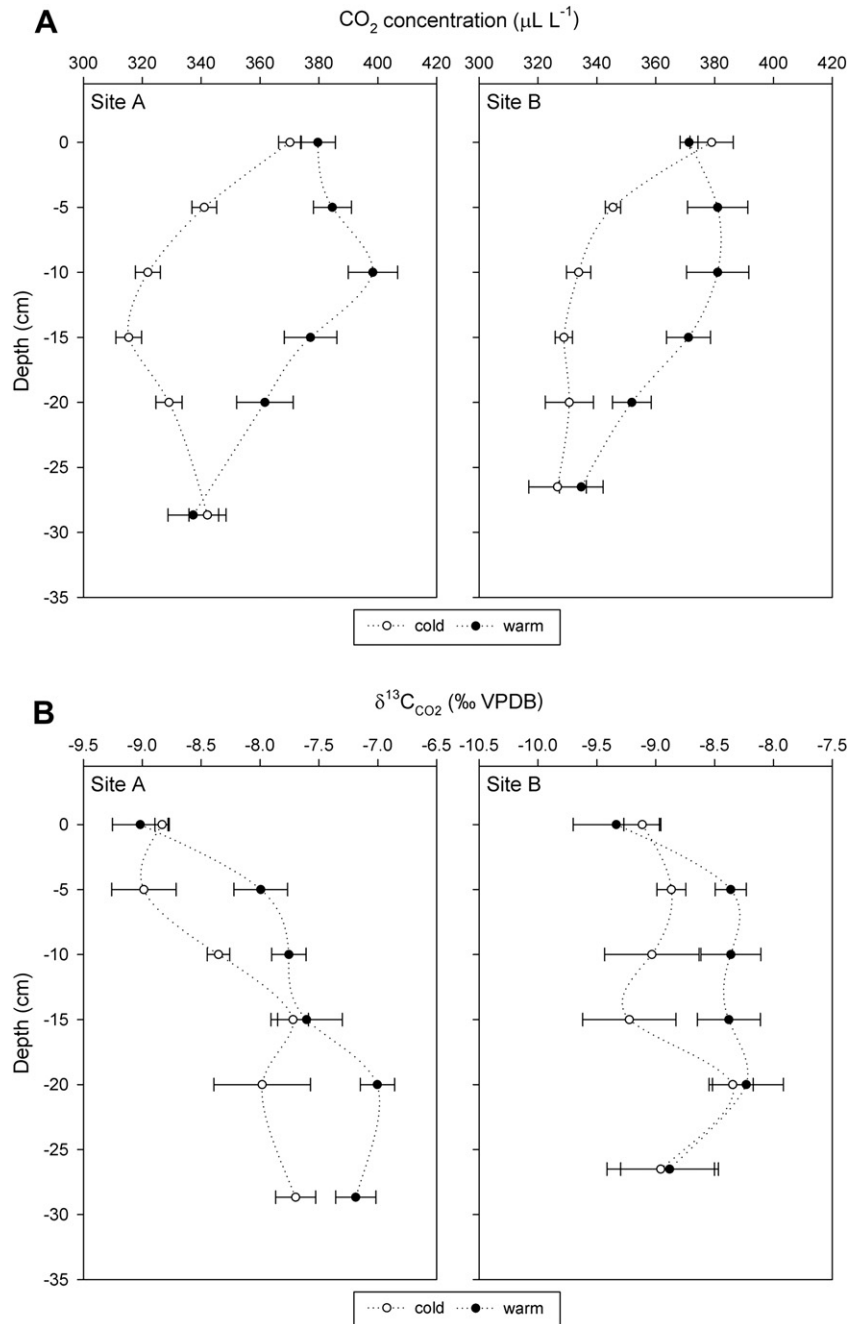 A
CO2 concentration (μL L-1)
300 320 340 360 380 400 420
300 320 340 360 380 400 420
Site A
Site B
Depth (cm)
0
-5
-10
-15
-20
-25
-30
-35
cold warm
B
δ13CCO2 (‰ VPDB)
-9.5 -9.0 -8.5 -8.0 -7.5 -7.0 -6.5
-10.5 -10.0 -9.5 -9.0 -8.5 -8.0 -7.5
Site A
Site B
Depth (cm)
0
-5
-10
-15
-20
-25
-30
-35
cold warm